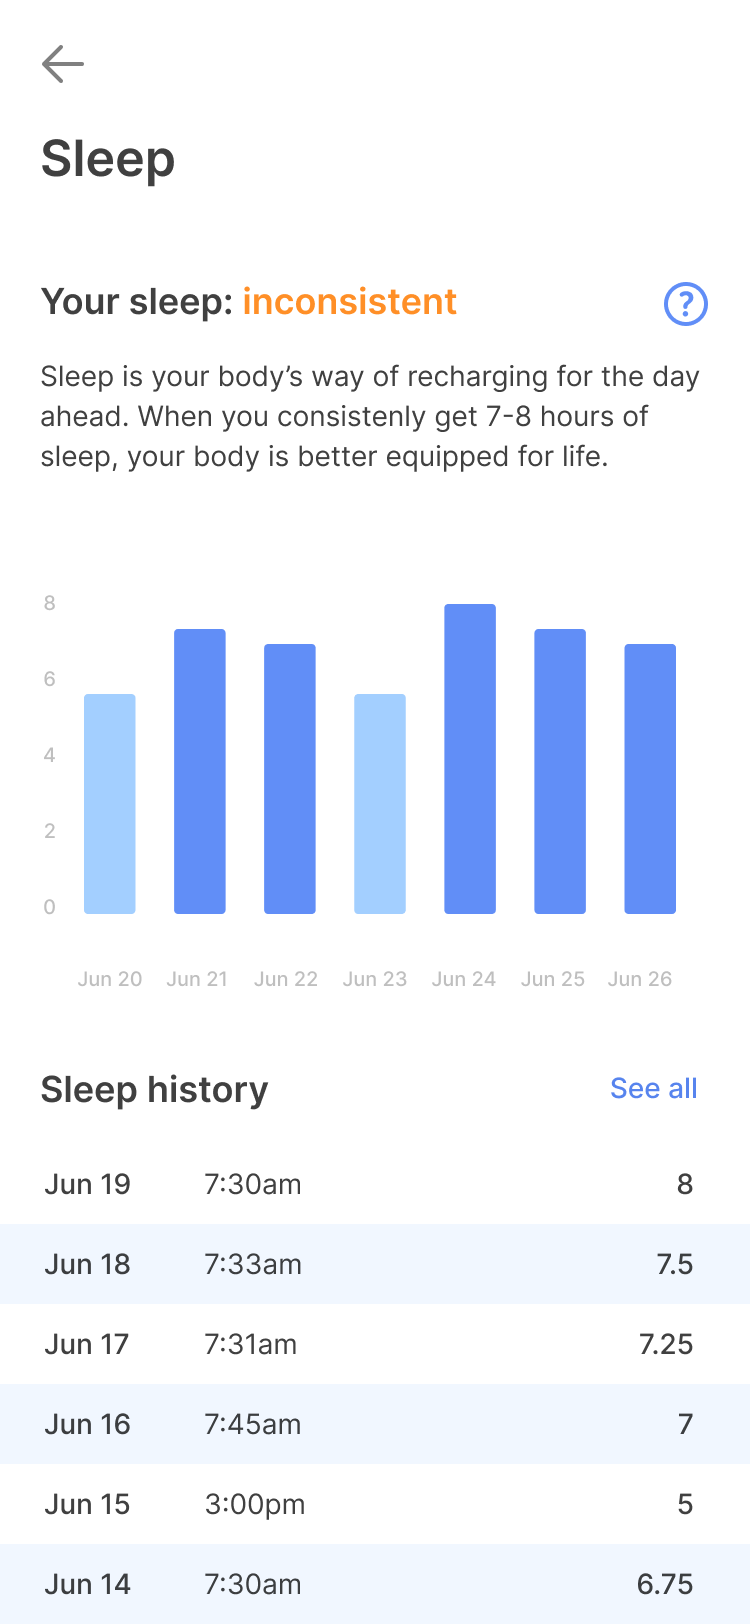 Sleep
Your sleep: inconsistent
?
Sleep is your body’s way of recharging for the day
ahead. When you consistenly get 7-8 hours of
sleep, your body is better equipped for life.
8
6
4
2
0
Jun 20 Jun 21 Jun 22 Jun 23 Jun 24 Jun 25 Jun 26
Sleep history See all
Jun 19 7:30am 8
Jun 18 7:33am 7.5
Jun 17 7:31am 7.25
Jun 16 7:45am 7
Jun 15 3:00pm 5
Jun 14 7:30am 6.75